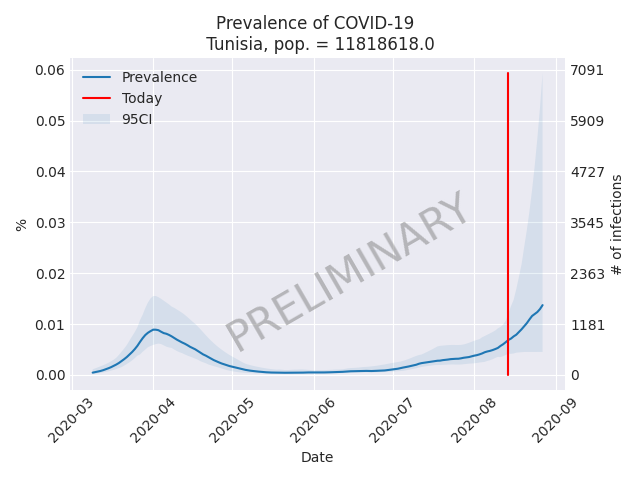 Prevalence of COVID-19
Tunisia, pop. = 11818618.0
Prevalence
Today
95CI
PRELIMINARY
%
0.06
0.05
0.04
0.03
0.02
0.01
0.00
7091
5909
4727
3545
2363
1181
0
# of infections
2020-03
2020-04
2020-05
2020-06
2020-07
2020-08
2020-09
Date